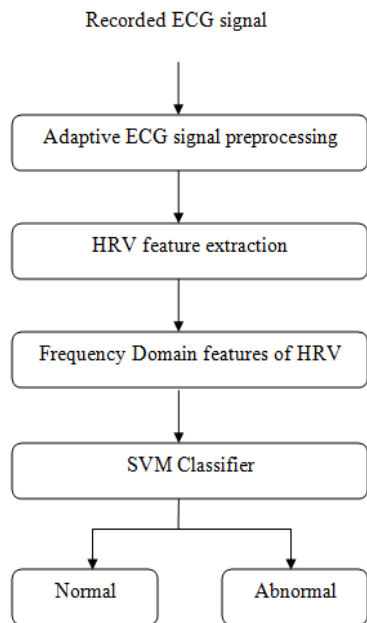 Recorded ECG signal
Adaptive ECG signal preprocessing
HRV feature extraction
Frequency Domain features of HRV
SVM Classifier
Normal
Abnormal